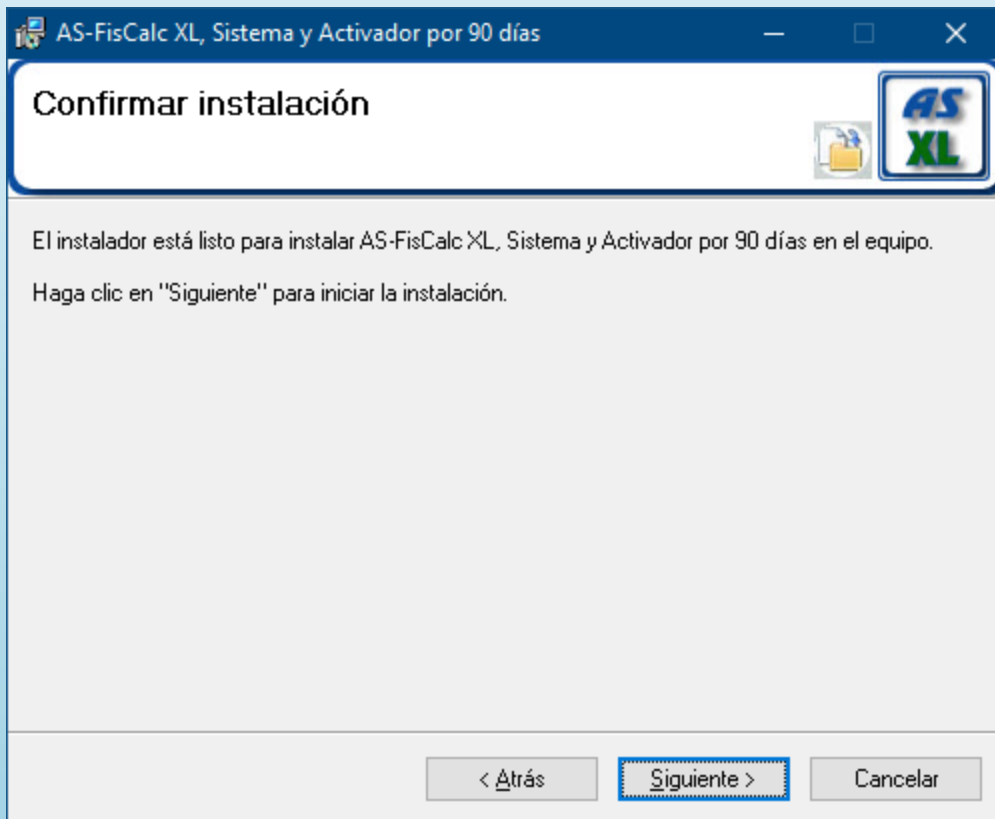 AS-FisCalc XL, Sistema y Activador por 90 días
Confirmar instalación
AS
XL
El instalador está listo para instalar AS-FisCalc XL, Sistema y Activador por 90 días en el equipo.
Haga clic en "Siguiente" para iniciar la instalación.
< Atrás
Siguiente >
Cancelar